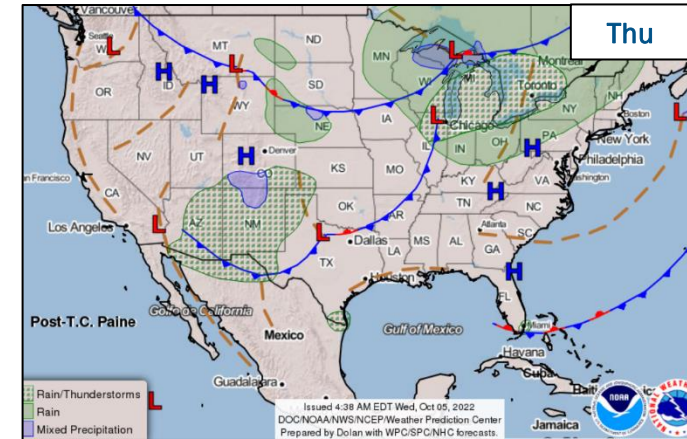 Vancouver
Thu
Seattle
L
WA
MT
ND
MN
L
Montreal
H
H
L
OR
ID
WY
SD
WI
MI
Toronto
NH
L
Boston
NE
IA
L
Chicago
NY
New York
NV
UT
H
Denver
IL
IN
OH
PA
H
Philadelphia
San Francisco
CO
KS
MO
KY
VA
Washington
CA
H
TN
NC
Los Angeles
L
AZ
NM
OK
AR
Atlanta
SC
L
Dallas
MS
AL
GA
TX
LA
H
Houston
FL
Post-T.C. Paine
Golfo de California
Mexico
Gulf of Mexico
Miami
Havana
Cuba
Guadalajara
Jamaica
L
Rain/Thunderstorms
Rain
Mixed Precipitation
Issued 4:38 AM EDT Wed, Oct 05, 2022
DOC/NOAA/NWS/NCEP/Weather Prediction Center
Prepared by Dolan with WPC/SPC/NHC forecasts.
NOAA